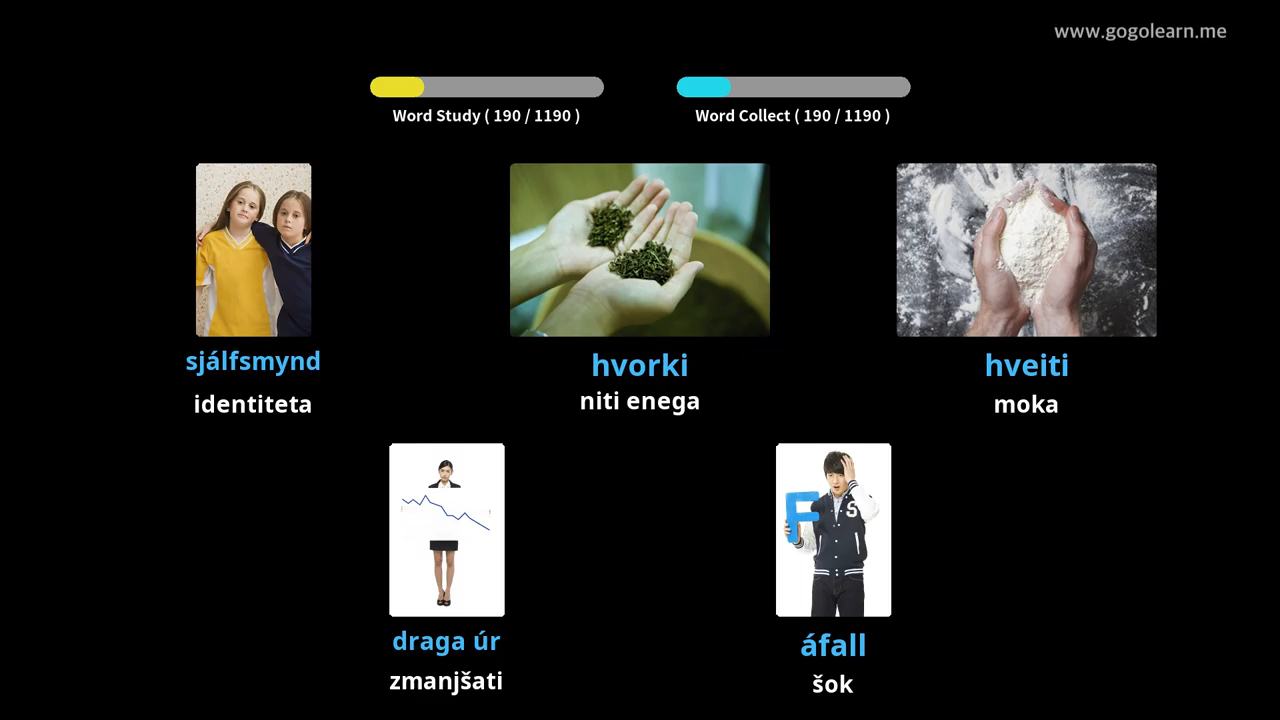 www.gogolearn.me
Word Study ( 190 / 1190 )
Word Collect ( 190 / 1190 )
sjálfsmynd
identiteta
hvorki
niti enega
hveiti
moka
draga úr
zmanjšati
F
S
áfall
šok